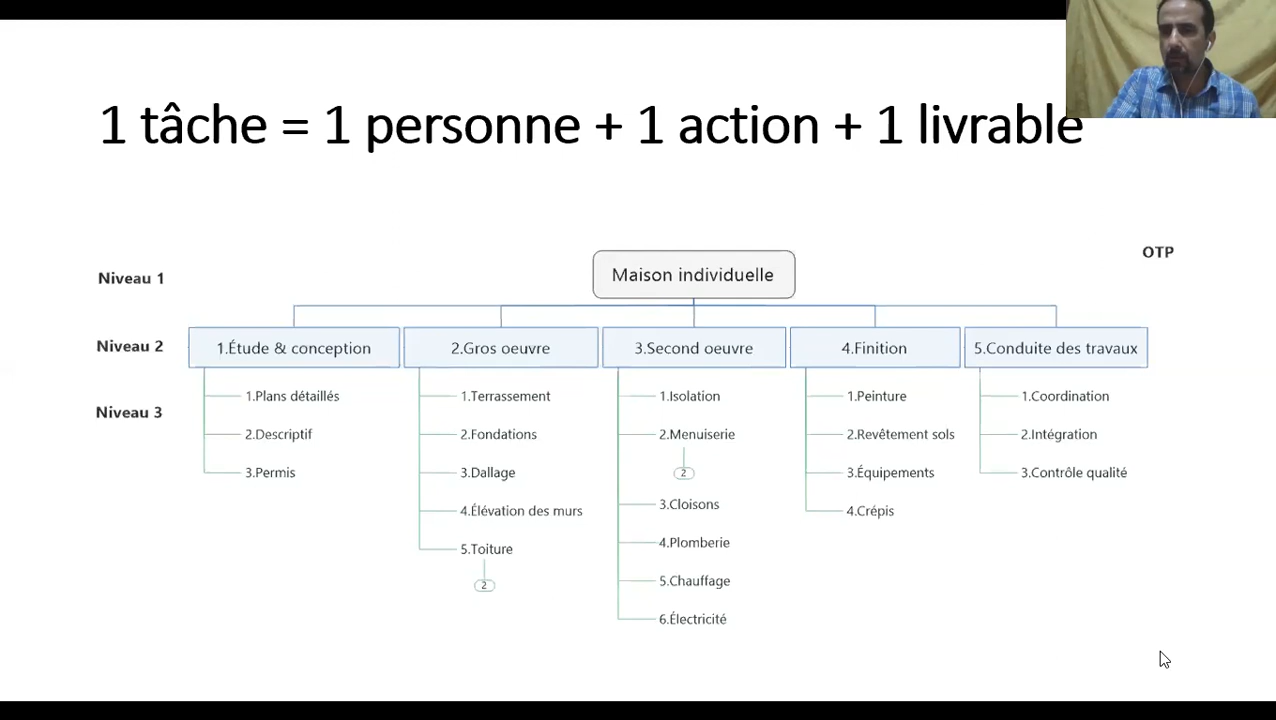 1 tâche = 1 personne + 1 action + 1 livrable
OTP
Niveau 1
Maison individuelle
Niveau 2
1.Étude & conception
2.Gros oeuvre
3.Second oeuvre
4.Finition
5.Conduite des travaux
Niveau 3
1.Plans détaillés
2.Descriptif
3.Permis
1.Terrassement
2.Fondations
3.Dallage
4.Élévation des murs
5.Toiture
2
1.Isolation
2.Menuiserie
2
3.Cloisons
4.Plomberie
5.Chauffage
6.Électricité
1.Peinture
2.Revêtement sols
3.Équipements
4.Crépis
1.Coordination
2.Intégration
3.Contrôle qualité